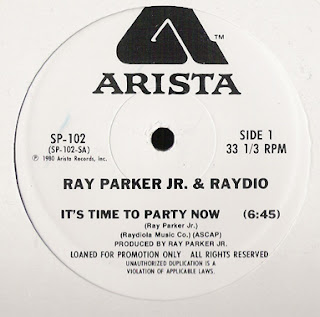 ARISTA
SP-102
(SP-102-SA)
℗ 1980 Arista Records, Inc.
SIDE 1
33 1/3 RPM
RAY PARKER JR. & RAYDIO
IT'S TIME TO PARTY NOW (6:45)
(Ray Parker Jr.)
(Raydiola Music Co.) (ASCAP)
PRODUCED BY RAY PARKER JR.
LOANED FOR PROMOTION ONLY ALL RIGHTS RESERVED
UNAUTHORIZED DUPLICATION IS A
VIOLATION OF APPLICABLE LAWS.